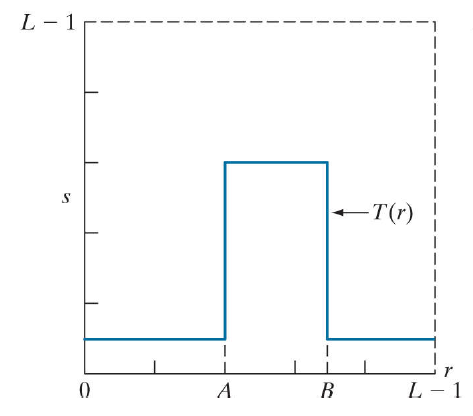 L – 1
s
T(r)
r
0 A B L – 1